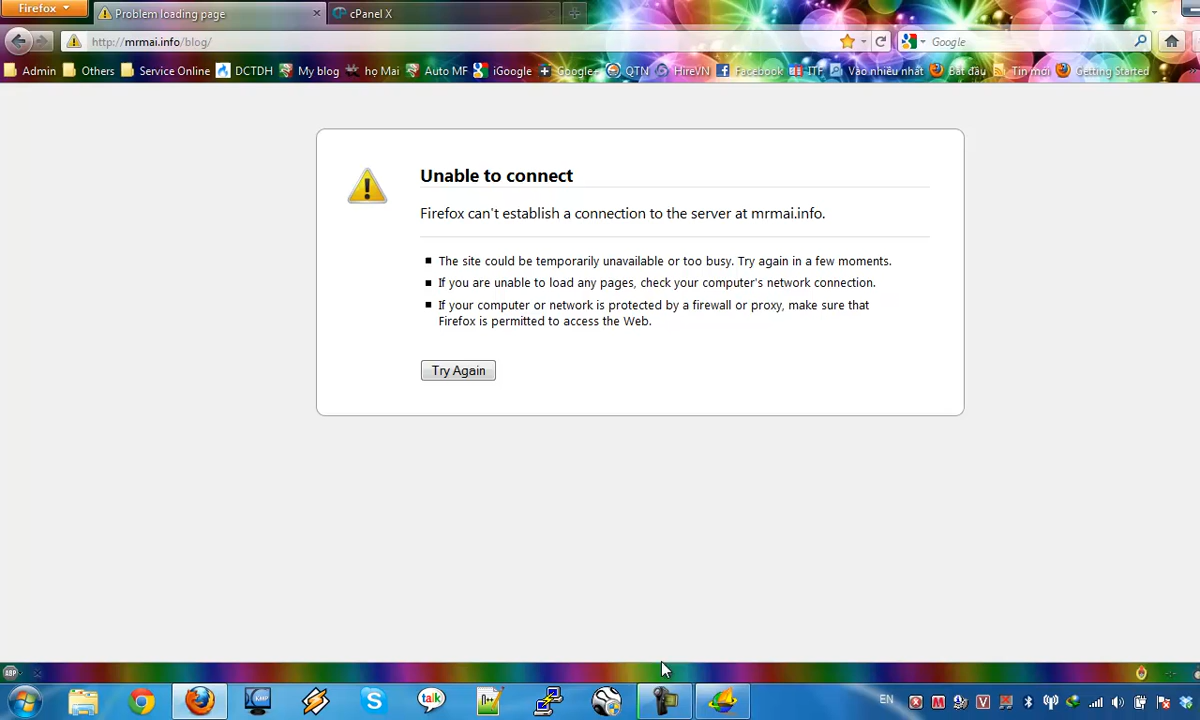 Firefox
Problem loading page
cPanel X
http://mrmai.info/blog/
Google
Admin
Others
Service Online
DCTDH
My blog
họ Mai
Auto MF
iGoogle
Google
QTN
HireVN
Facebook
ITF
Vào nhiều nhất
Bắt đầu
Tin mới
Getting Started
Unable to connect
Firefox can't establish a connection to the server at mrmai.info.
The site could be temporarily unavailable or too busy. Try again in a few moments.
If you are unable to load any pages, check your computer's network connection.
If your computer or network is protected by a firewall or proxy, make sure that
Firefox is permitted to access the Web.
Try Again
ABP
talk
N++
EN